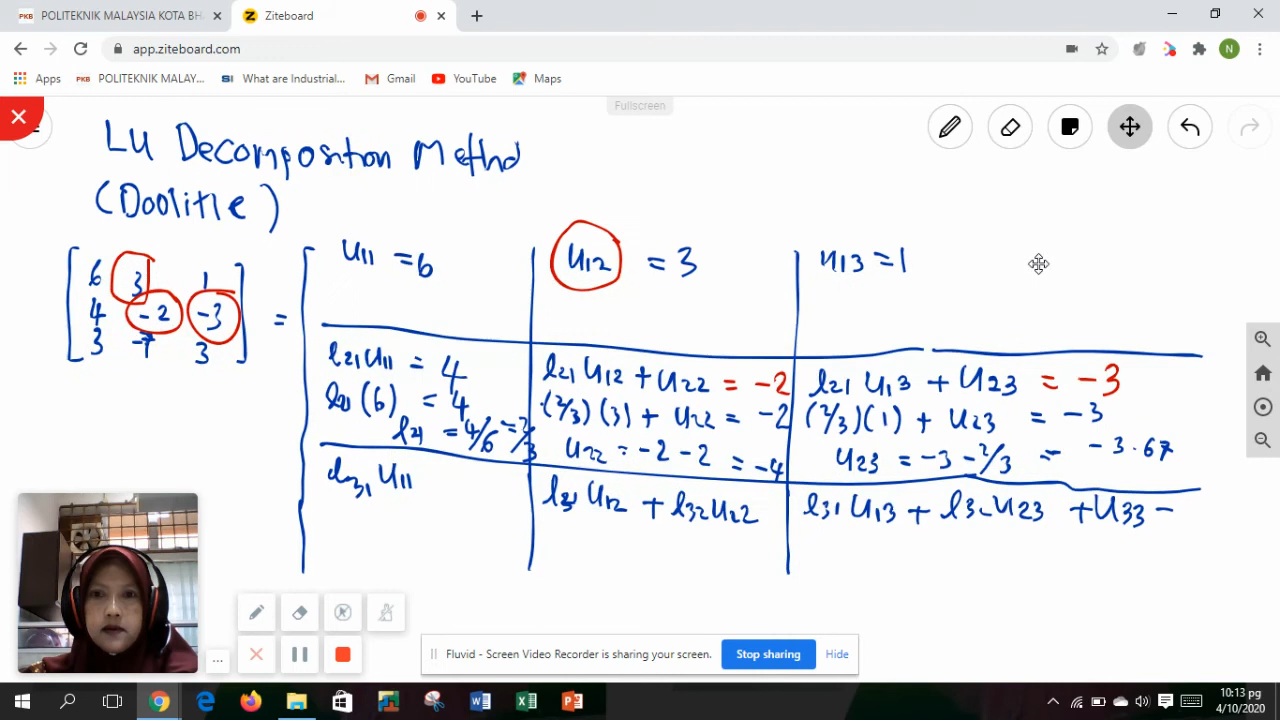 POLITEKNIK MALAYSIA KOTA BH
Ziteboard
app.ziteboard.com
N
Apps
POLITEKNIK MALAY...
What are Industrial...
Gmail
YouTube
Maps
Fullscreen
LU Decomposition Method
(Doolitle)
6 3 1
4 -2 -3
3 -7 3
=
u11 = 6
u12 = 3
u13 = 1
l21 u11 = 4
l21 (6) = 4
l21 = 4/6 = 2/3
l21 u12 + u22 = -2
(2/3)(3) + u22 = -2
u22 = -2 -2 = -4
l21 u13 + u23 = -3
(2/3)(1) + u23 = -3
u23 = -3 - 2/3 = -3.67
l31 u11
l31 u12 + l32 u22
l31 u13 + l32 u23 + u33 -
Fluvid - Screen Video Recorder is sharing your screen.
Stop sharing
Hide
10:13 pg
4/10/2020